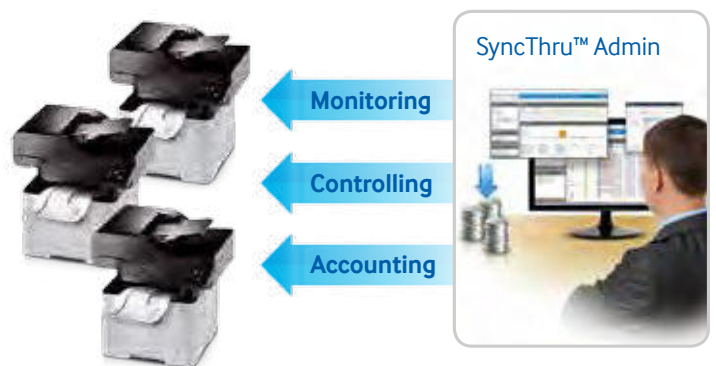 SyncThru™ Admin
Monitoring
Controlling
Accounting